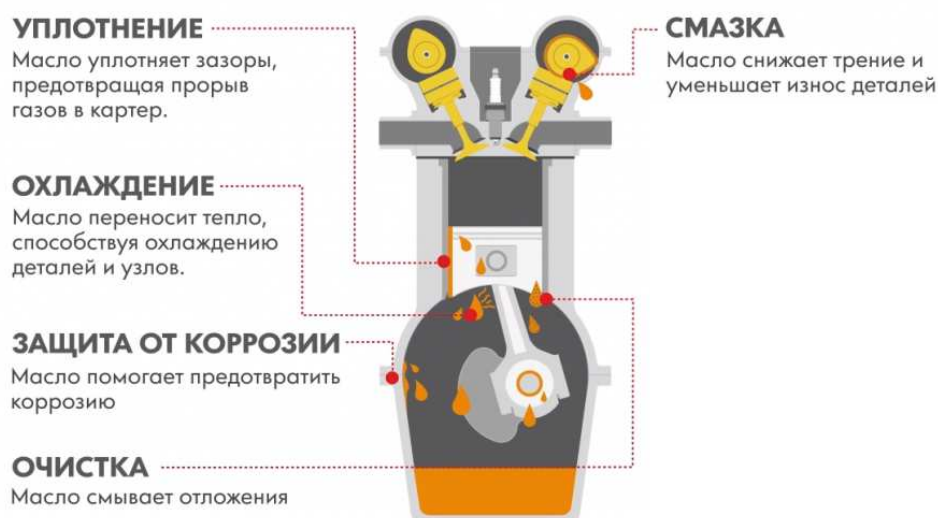 УПЛОТНЕНИЕ
Масло уплотняет зазоры,
предотвращая прорыв
газов в картер.
ОХЛАЖДЕНИЕ
Масло переносит тепло,
способствуя охлаждению
деталей и узлов.
ЗАЩИТА ОТ КОРРОЗИИ
Масло помогает предотвратить
коррозию
ОЧИСТКА
Масло смывает отложения
СМАЗКА
Масло снижает трение и
уменьшает износ деталей